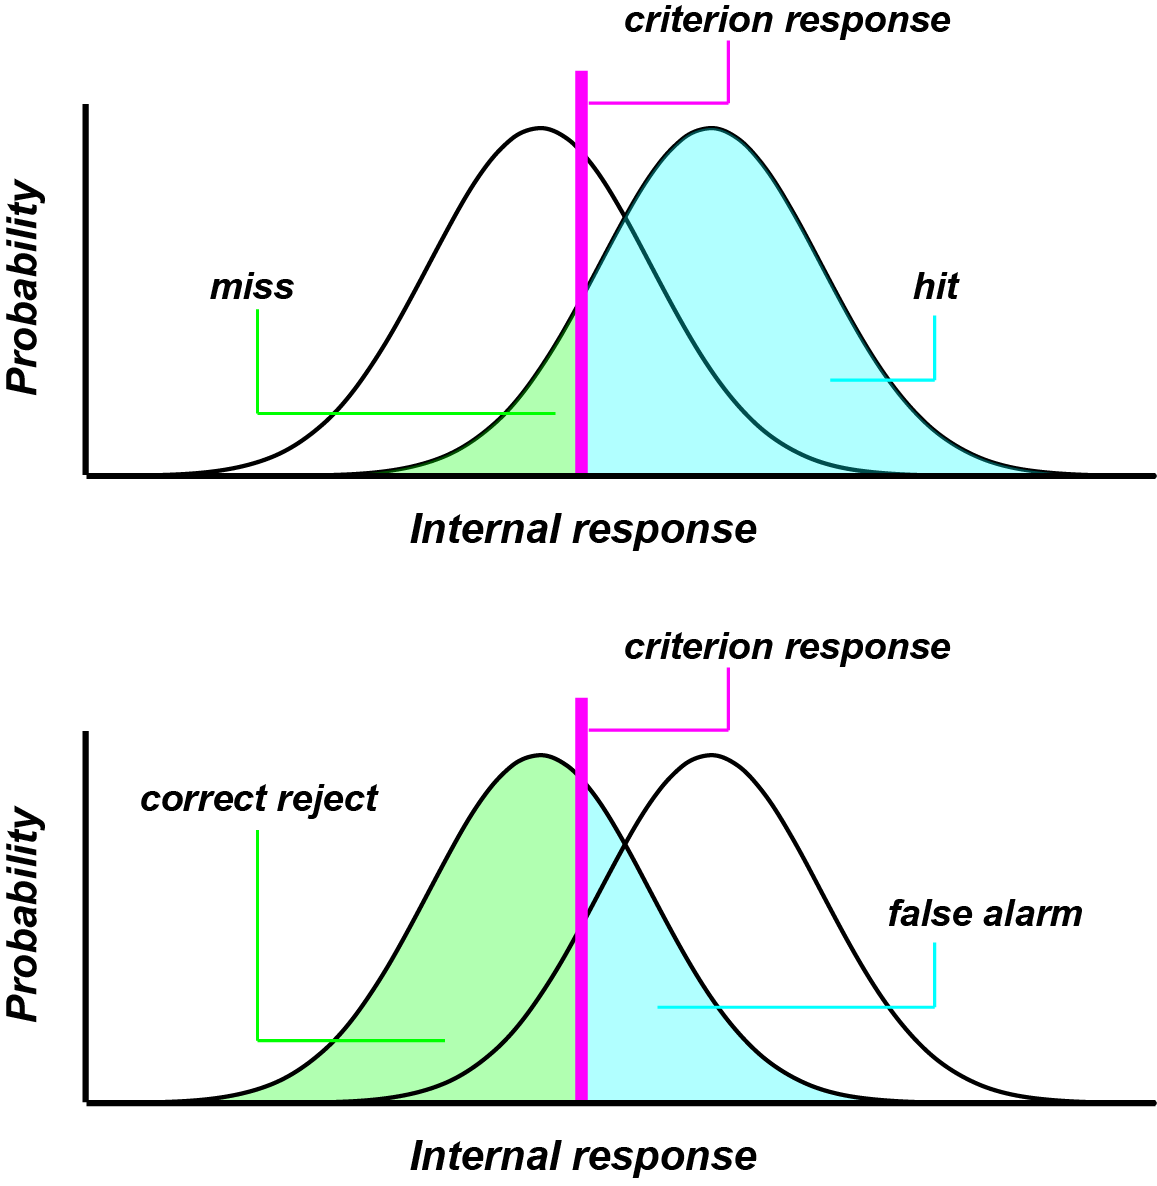 criterion response
Probability
miss
hit
Internal response
criterion response
Probability
correct reject
false alarm
Internal response